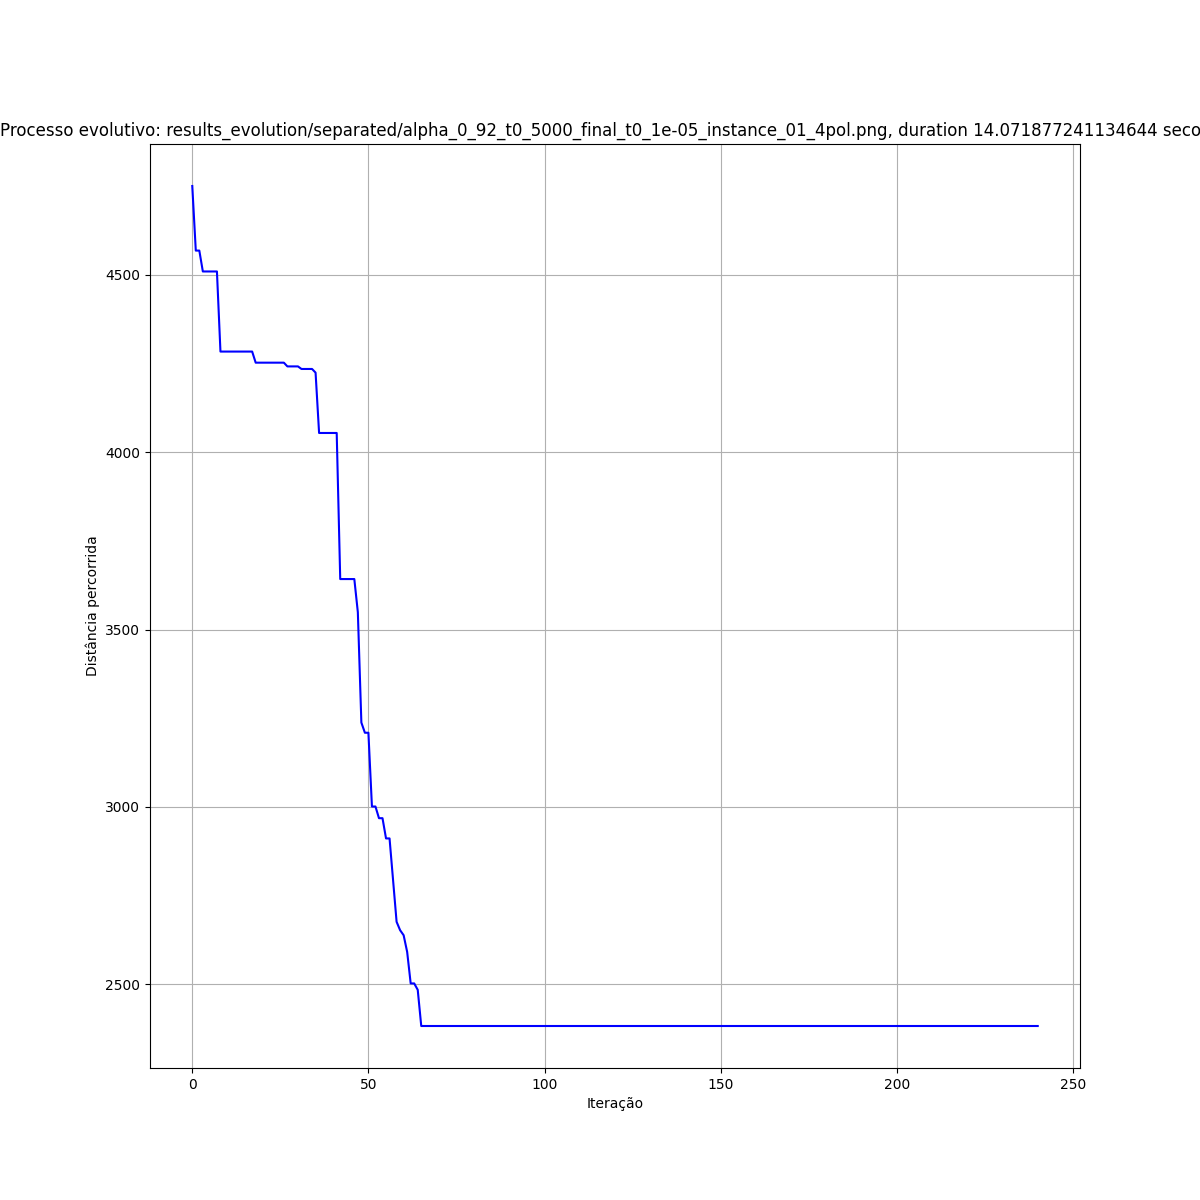 Processo evolutivo: results_evolution/separated/alpha_0_92_t0_5000_final_t0_1e-05_instance_01_4pol.png, duration 14.071877241134644 seco
4500
4000
3500
3000
2500
Distância percorrida
0 50 100 150 200 250
Iteração